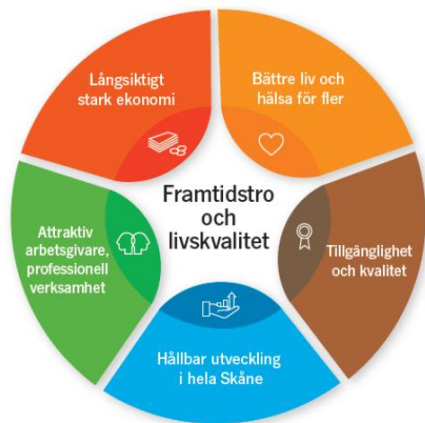 Långsiktigt
stark ekonomi
Bättre liv och
hälsa för fler
Framtidstro
och
livskvalitet
Attraktiv
arbetsgivare,
professionell
verksamhet
Tillgänglighet
och kvalitet
Hållbar utveckling
i hela Skåne